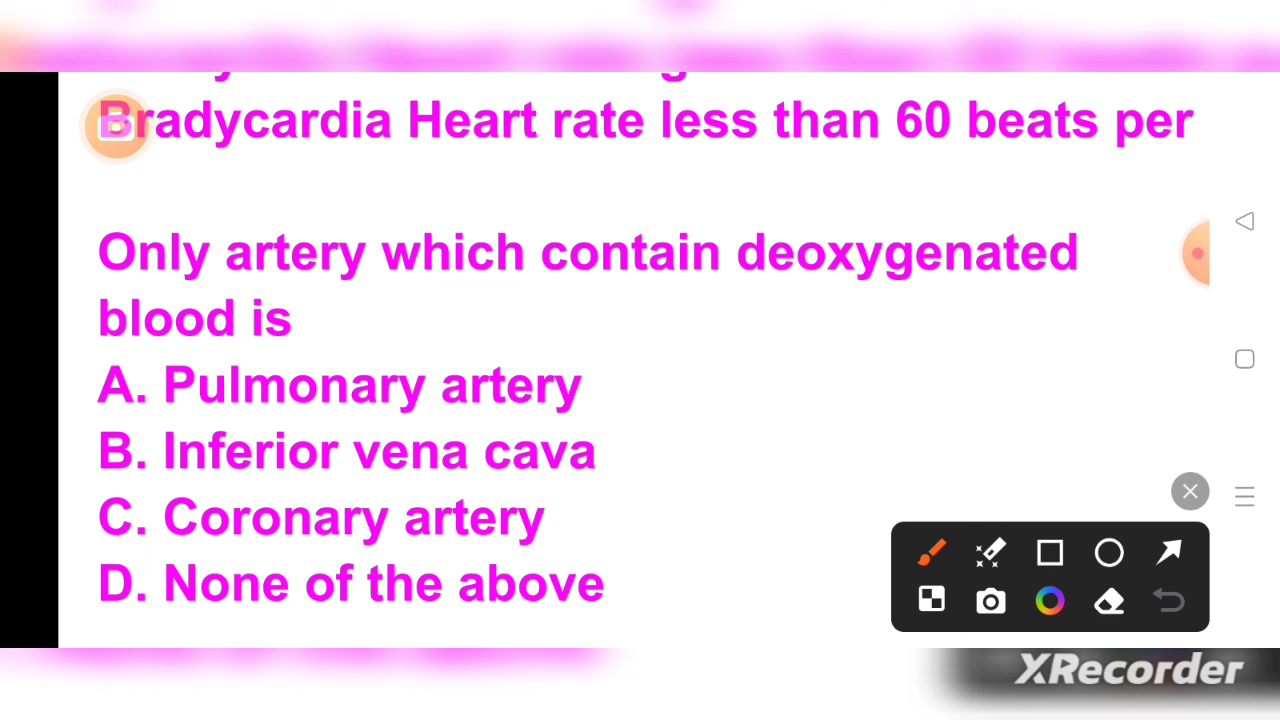 Bradycardia Heart rate less than 60 beats per
Only artery which contain deoxygenated
blood is
A. Pulmonary artery
B. Inferior vena cava
C. Coronary artery
D. None of the above
XRecorder